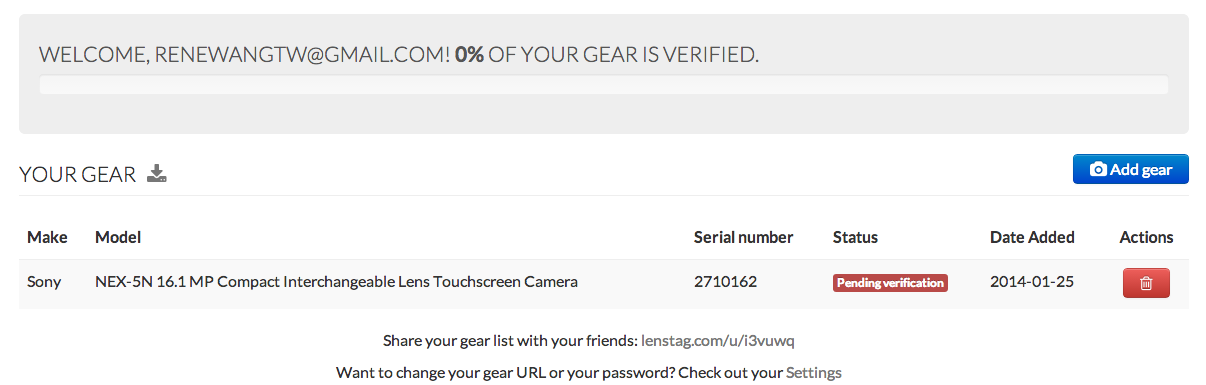 WELCOME, RENEWANGTW@GMAIL.COM! 0% OF YOUR GEAR IS VERIFIED.
YOUR GEAR
Add gear
Make Model Serial number Status Date Added Actions
Sony NEX-5N 16.1 MP Compact Interchangeable Lens Touchscreen Camera 2710162 Pending verification 2014-01-25
Share your gear list with your friends: lenstag.com/u/i3vuwq
Want to change your gear URL or your password? Check out your Settings